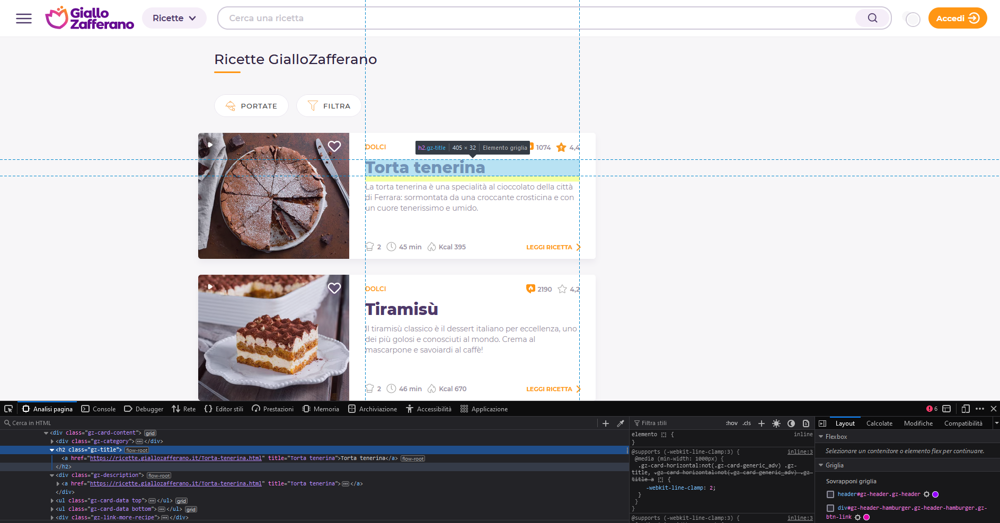 Giallo
Zafferano
Ricette
Cerca una ricetta
Accedi
Ricette GialloZafferano
PORTATE
FILTRA
DOLCI
h2.gz-title 405 × 32 Elemento griglia
1074
4,4
Torta tenerina
La torta tenerina è una specialità al cioccolato della città
di Ferrara: sormontata da una croccante crosticina e con
un cuore tenerissimo e umido.
2
45 min
Kcal 395
LEGGI RICETTA
DOLCI
2190
4,2
Tiramisù
Il tiramisù classico è il dessert italiano per eccellenza, uno
dei più golosi e conosciuti al mondo. Crema al
mascarpone e savoiardi al caffè!
2
46 min
Kcal 670
LEGGI RICETTA
Analisi pagina
Console
Debugger
Rete
Editor stili
Prestazioni
Memoria
Archiviazione
Accessibilità
Applicazione
6
Cerca in HTML
<div class="gz-card-content"> grid
<div class="gz-category"></div>
<h2 class="gz-title"> flow-root
<a href="https://ricette.giallozafferano.it/Torta-tenerina.html" title="Torta tenerina">Torta tenerina</a> flow-root
</h2>
<div class="gz-description"> flow-root
<a href="https://ricette.giallozafferano.it/Torta-tenerina.html" title="Torta tenerina"></a>
</div>
<ul class="gz-card-data top"></ul> grid
<ul class="gz-card-data bottom"></ul> grid
<div class="gz-link-more-recipe"></div>
Filtra stili
:hov .cls
elemento { inline
}
@supports (-webkit-line-clamp:3) { inline:3
@media (min-width: 1000px) {
.gz-card-horizontal:not(.gz-card-generic_adv) .gz-
title, .gz-card-horizontal:not(.gz-card-generic_adv) .gz-
title a {
-webkit-line-clamp: 2;
}
}
}
@supports (-webkit-line-clamp:3) { inline:3
Layout
Calcolate
Modifiche
Compatibilità
Flexbox
Selezionare un contenitore o elemento flex per continuare.
Griglia
Sovrapponi griglia
header#gz-header.gz-header
div#gz-header-hamburger.gz-header-hamburger.gz-
btn-link